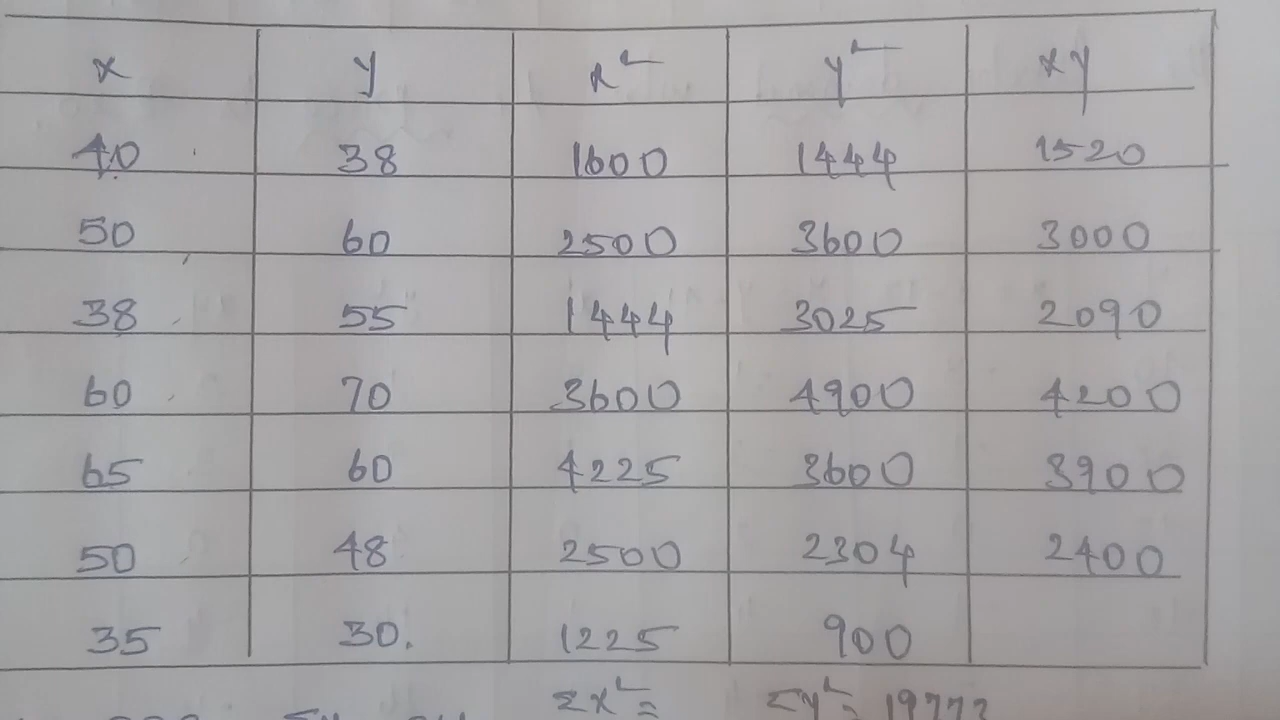 x y x² y² xy
40 38 1600 1444 1520
50 60 2500 3600 3000
38 55 1444 3025 2090
60 70 3600 4900 4200
65 60 4225 3600 3900
50 48 2500 2304 2400
35 30. 1225 900
Σx² = Σy² = 19773